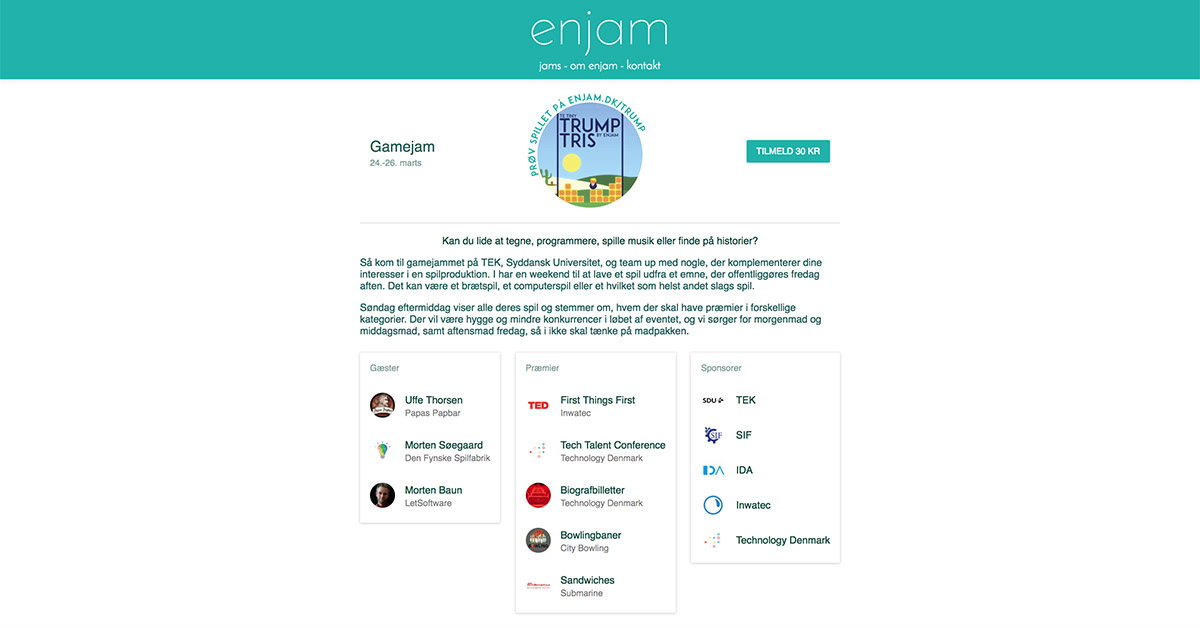 enjam
jams - om enjam - kontakt
PRØV SPILLET PÅ ENJAM.DK/TRUMP
TRUMP
TRIS
BY ENJAM
Gamejam
24.-26. marts
TILMELD 30 KR
Kan du lide at tegne, programmere, spille musik eller finde på historier?
Så kom til gamejammet på TEK, Syddansk Universitet, og team up med nogle, der komplementerer dine
interesser i en spilproduktion. I har en weekend til at lave et spil udfra et emne, der offentliggøres fredag
aften. Det kan være et brætspil, et computerspil eller et hvilket som helst andet slags spil.
Søndag eftermiddag viser alle deres spil og stemmer om, hvem der skal have præmier i forskellige
kategorier. Der vil være hygge og mindre konkurrencer i løbet af eventet, og vi sørger for morgenmad og
middagsmad, samt aftensmad fredag, så i ikke skal tænke på madpakken.
Gæster
Uffe Thorsen
Papas Papbar
Morten Søegaard
Den Fynske Spilfabrik
Morten Baun
LetSoftware
Præmier
TED
First Things First
Inwatec
Tech Talent Conference
Technology Denmark
Biografbilletter
Technology Denmark
Bowlingbaner
City Bowling
Sandwiches
Submarine
Sponsorer
SDU
TEK
SIF
SIF
IDA
IDA
Inwatec
Technology Denmark